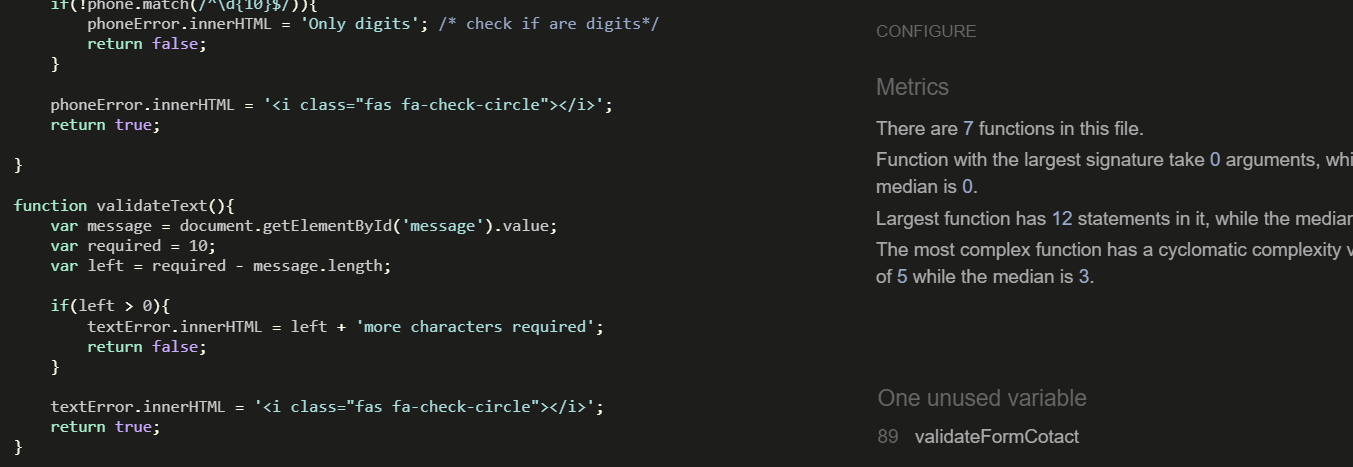 if(!phone.match(/^\d{10}$/)){
phoneError.innerHTML = 'Only digits'; /* check if are digits*/
return false;
}
phoneError.innerHTML = '<i class="fas fa-check-circle"></i>';
return true;
}
function validateText(){
var message = document.getElementById('message').value;
var required = 10;
var left = required - message.length;
if(left > 0){
textError.innerHTML = left + 'more characters required';
return false;
}
textError.innerHTML = '<i class="fas fa-check-circle"></i>';
return true;
}
CONFIGURE
Metrics
There are 7 functions in this file.
Function with the largest signature take 0 arguments, whi
median is 0.
Largest function has 12 statements in it, while the median
The most complex function has a cyclomatic complexity v
of 5 while the median is 3.
One unused variable
89 validateFormCotact